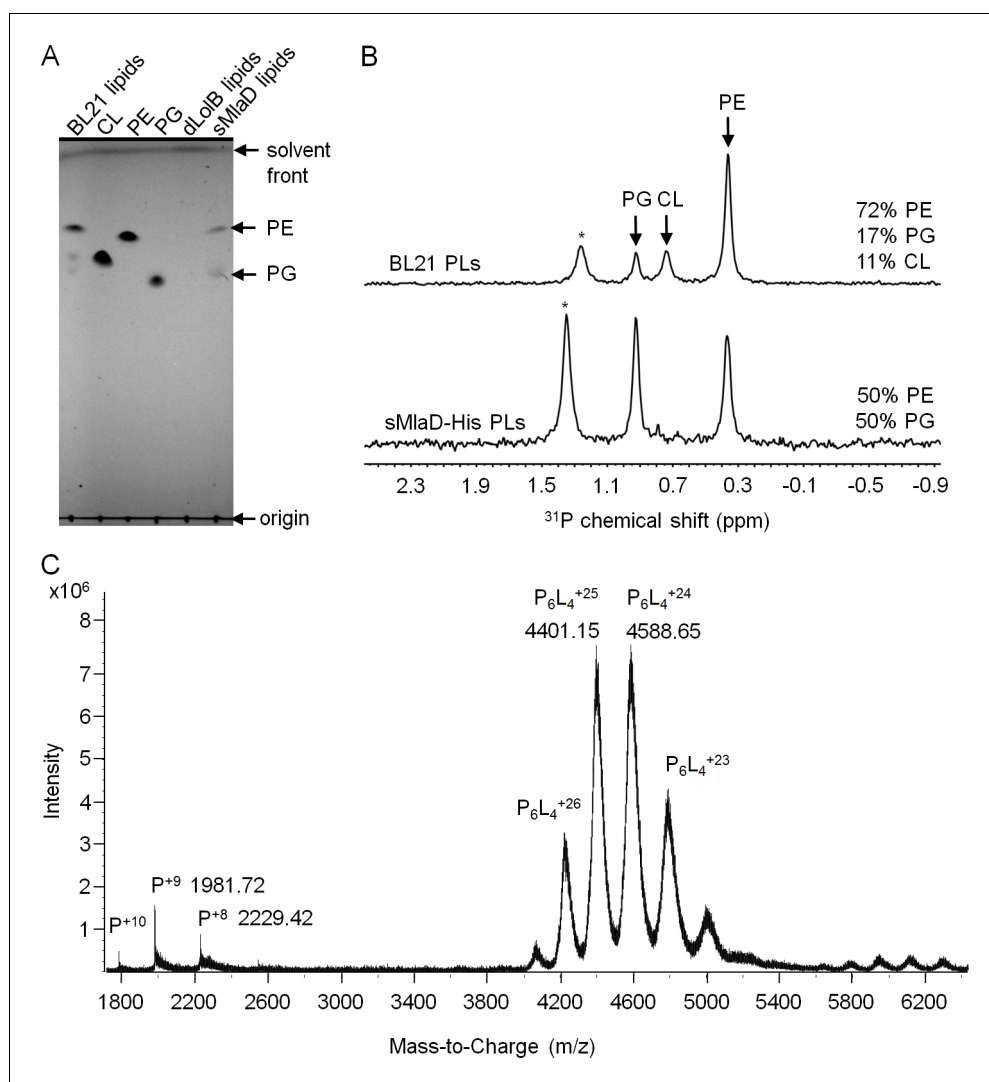 A
BL21 lipids
CL
PE
PG
dLolB lipids
sMlaD lipids
solvent
front
PE
PG
origin
B
PE
PG CL
*
BL21 PLs
72% PE
17% PG
11% CL
*
sMlaD-His PLs
50% PE
50% PG
2.3 1.9 1.5 1.1 0.7 0.3 -0.1 -0.5 -0.9
³¹P chemical shift (ppm)
C
x10⁶
8
7
6
5
4
3
2
1
Intensity
P⁺¹⁰
P⁺⁹ 1981.72
P⁺⁸ 2229.42
P₆L₄⁺²⁶
P₆L₄⁺²⁵
4401.15
P₆L₄⁺²⁴
4588.65
P₆L₄⁺²³
1800 2200 2600 3000 3400 3800 4200 4600 5000 5400 5800 6200
Mass-to-Charge (m/z)